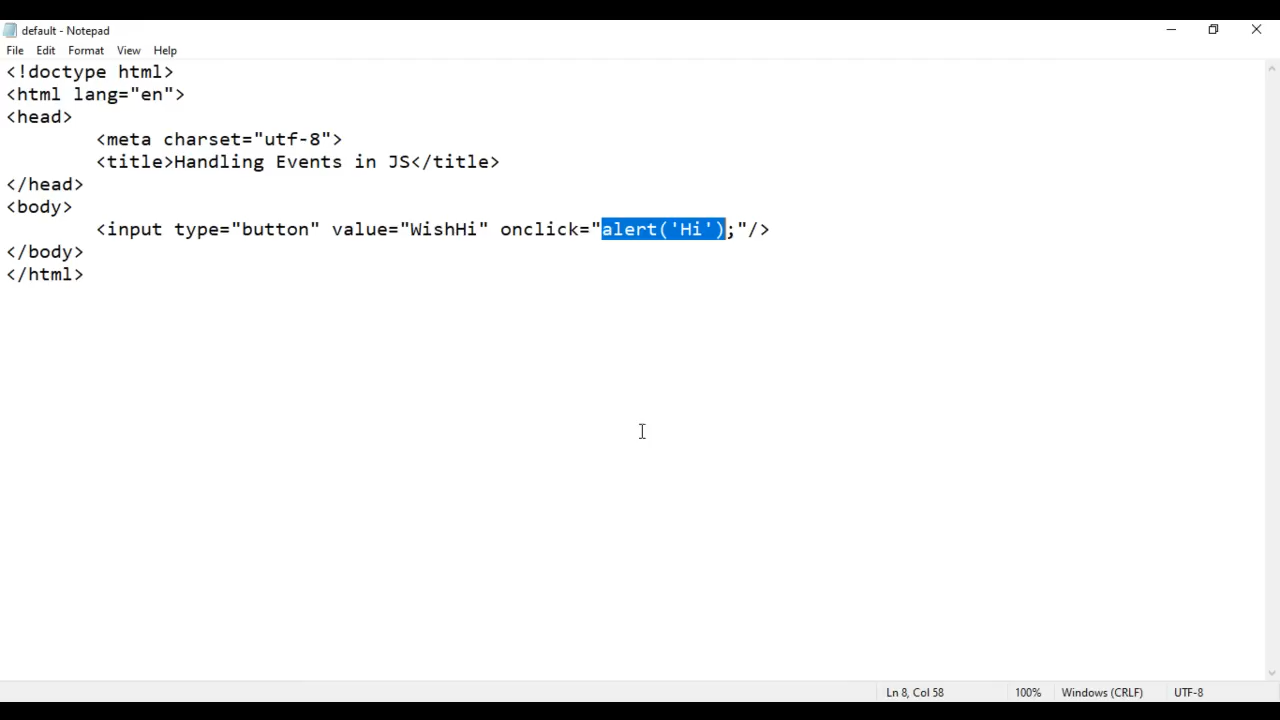 default - Notepad
File Edit Format View Help
<!doctype html>
<html lang="en">
<head>
<meta charset="utf-8">
<title>Handling Events in JS</title>
</head>
<body>
<input type="button" value="WishHi" onclick="alert('Hi');"/>
</body>
</html>
Ln 8, Col 58 100% Windows (CRLF) UTF-8